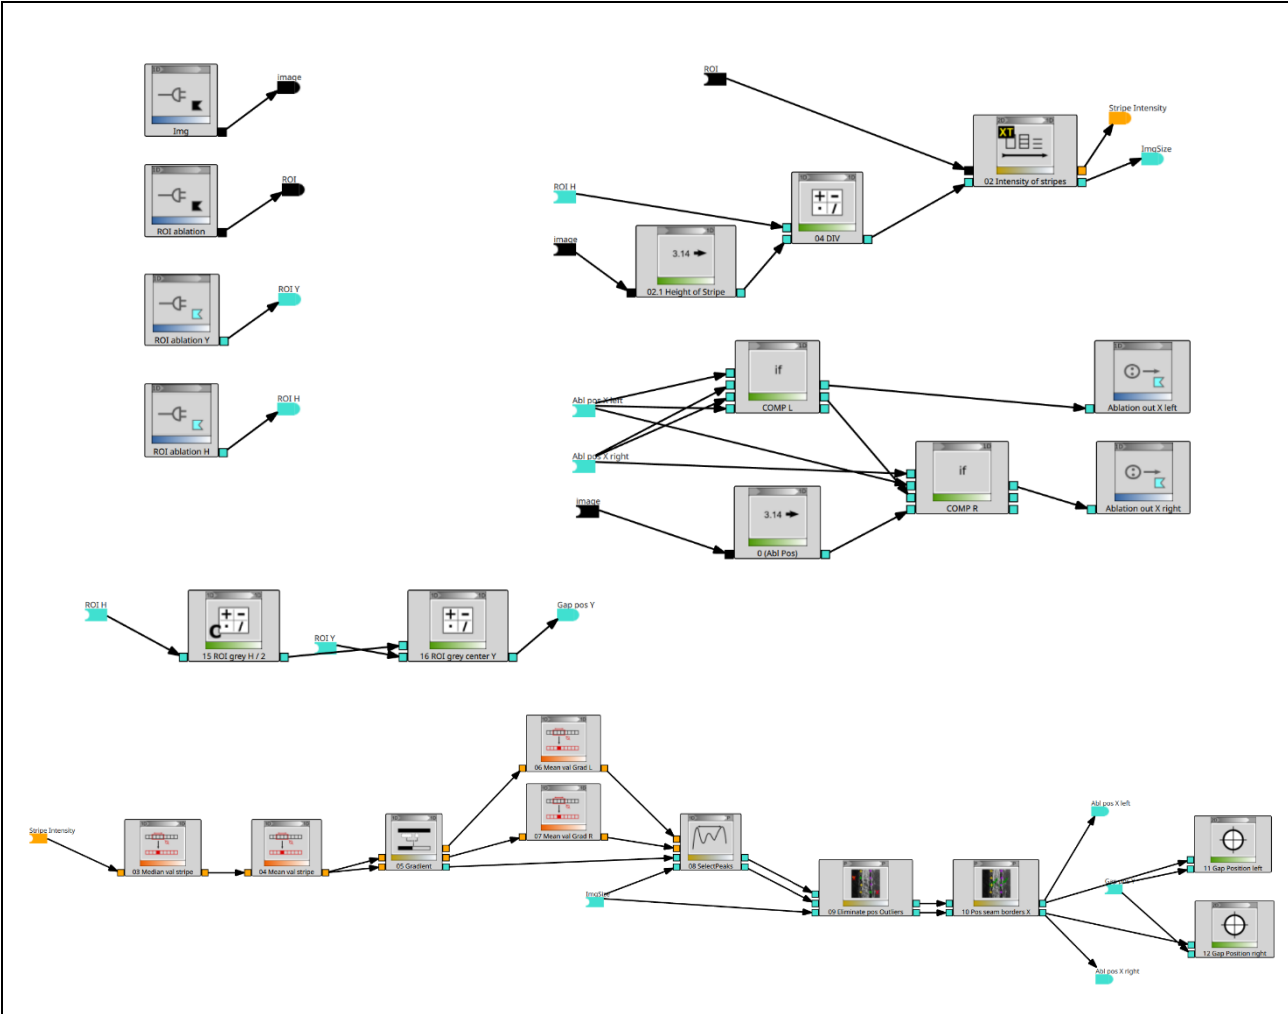 image
Img
ROI
ROI ablation
ROI Y
ROI ablation Y
ROI H
ROI ablation H
ROI
Stripe Intensity
ImgSize
XT
02 Intensity of stripes
ROI H
04 DIV
image
3.14
02.1 Height of Stripe
if
COMP L
Abl pos X left
Ablation out X left
Abl pos X right
if
COMP R
Ablation out X right
image
3.14
0 (Abl Pos)
ROI H
C
15 ROI grey H / 2
ROI Y
16 ROI grey center Y
Gap pos Y
06 Mean val Grad L
07 Mean val Grad R
Stripe Intensity
03 Median val stripe
04 Mean val stripe
05 Gradient
08 SelectPeaks
ImgSize
09 Eliminate pos Outliers
10 Pos seam borders X
Abl pos X left
11 Gap Position left
Gap pos Y
12 Gap Position right
Abl pos X right